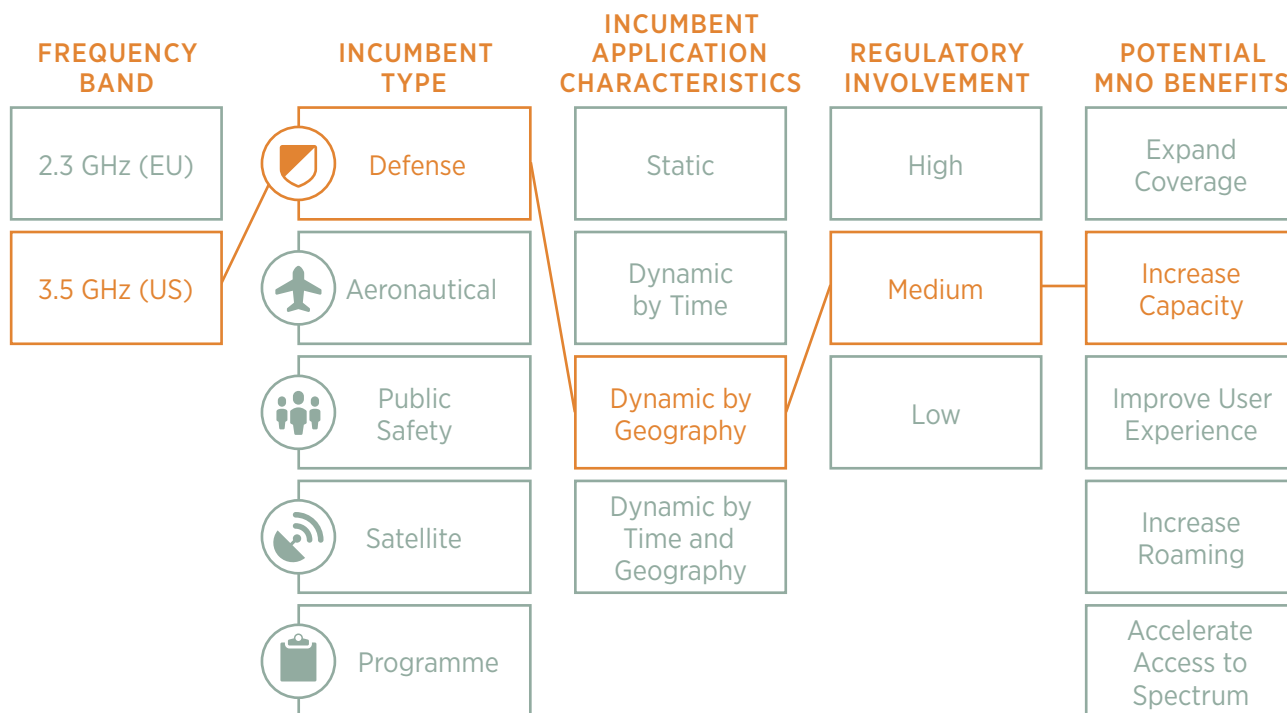 FREQUENCY
BAND
INCUMBENT
TYPE
INCUMBENT
APPLICATION
CHARACTERISTICS
REGULATORY
INVOLVEMENT
POTENTIAL
MNO BENEFITS
2.3 GHz (EU)
3.5 GHz (US)
Defense
Aeronautical
Public
Safety
Satellite
Programme
Static
Dynamic
by Time
Dynamic by
Geography
Dynamic by
Time and
Geography
High
Medium
Low
Expand
Coverage
Increase
Capacity
Improve User
Experience
Increase
Roaming
Accelerate
Access to
Spectrum